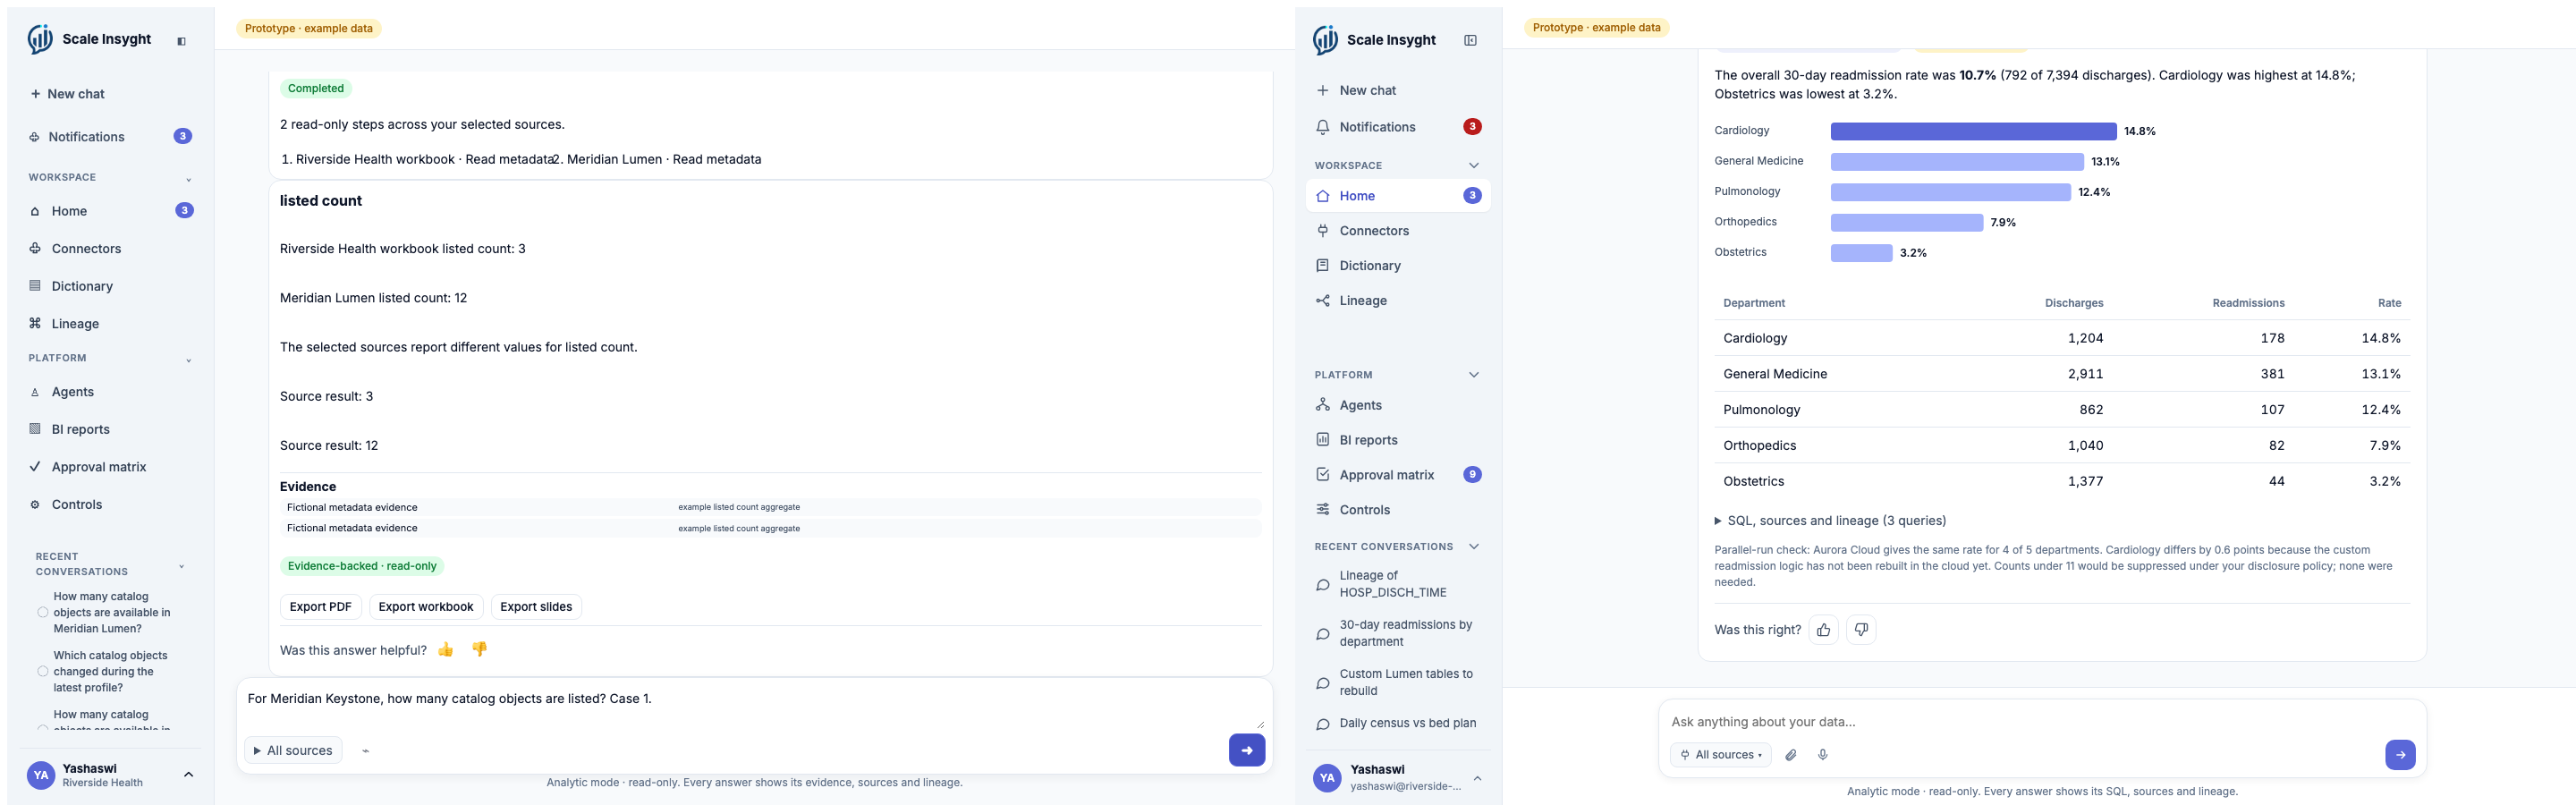 Scale Insyght
New chat
Notifications 3
WORKSPACE
Home 3
Connectors
Dictionary
Lineage
PLATFORM
Agents
BI reports
Approval matrix
Controls
RECENT
CONVERSATIONS
How many catalog
objects are available in
Meridian Lumen?
Which catalog objects
changed during the
latest profile?
How many catalog
objects are available in
YA
Yashaswi
Riverside Health
Prototype · example data
Completed
2 read-only steps across your selected sources.
1. Riverside Health workbook · Read metadata2. Meridian Lumen · Read metadata
listed count
Riverside Health workbook listed count: 3
Meridian Lumen listed count: 12
The selected sources report different values for listed count.
Source result: 3
Source result: 12
Evidence
Fictional metadata evidence example listed count aggregate
Fictional metadata evidence example listed count aggregate
Evidence-backed · read-only
Export PDF Export workbook Export slides
Was this answer helpful?
For Meridian Keystone, how many catalog objects are listed? Case 1.
All sources
Analytic mode · read-only. Every answer shows its evidence, sources and lineage.
Scale Insyght
New chat
Notifications 3
WORKSPACE
Home 3
Connectors
Dictionary
Lineage
PLATFORM
Agents
BI reports
Approval matrix 9
Controls
RECENT CONVERSATIONS
Lineage of
HOSP_DISCH_TIME
30-day readmissions by
department
Custom Lumen tables to
rebuild
Daily census vs bed plan
YA
Yashaswi
yashaswi@riverside-...
Prototype · example data
The overall 30-day readmission rate was 10.7% (792 of 7,394 discharges). Cardiology was highest at 14.8%;
Obstetrics was lowest at 3.2%.
Cardiology 14.8%
General Medicine 13.1%
Pulmonology 12.4%
Orthopedics 7.9%
Obstetrics 3.2%
Department Discharges Readmissions Rate
Cardiology 1,204 178 14.8%
General Medicine 2,911 381 13.1%
Pulmonology 862 107 12.4%
Orthopedics 1,040 82 7.9%
Obstetrics 1,377 44 3.2%
SQL, sources and lineage (3 queries)
Parallel-run check: Aurora Cloud gives the same rate for 4 of 5 departments. Cardiology differs by 0.6 points because the custom
readmission logic has not been rebuilt in the cloud yet. Counts under 11 would be suppressed under your disclosure policy; none were
needed.
Was this right?
Ask anything about your data...
All sources
Analytic mode · read-only. Every answer shows its SQL, sources and lineage.